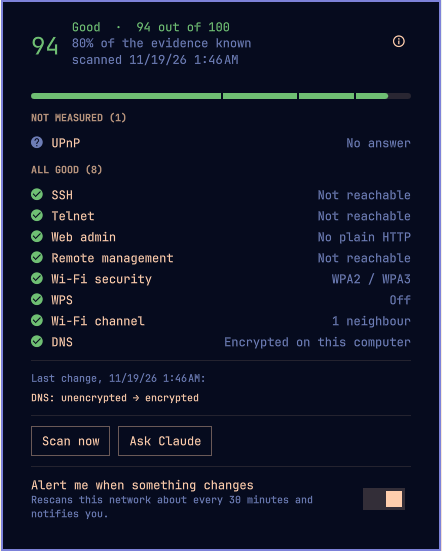 94
Good · 94 out of 100
80% of the evidence known
scanned 11/19/26 1:46 AM
NOT MEASURED (1)
? UPnP No answer
ALL GOOD (8)
SSH Not reachable
Telnet Not reachable
Web admin No plain HTTP
Remote management Not reachable
Wi-Fi security WPA2 / WPA3
WPS Off
Wi-Fi channel 1 neighbour
DNS Encrypted on this computer
Last change, 11/19/26 1:46 AM:
DNS: unencrypted → encrypted
Scan now Ask Claude
Alert me when something changes
Rescans this network about every 30 minutes and
notifies you.